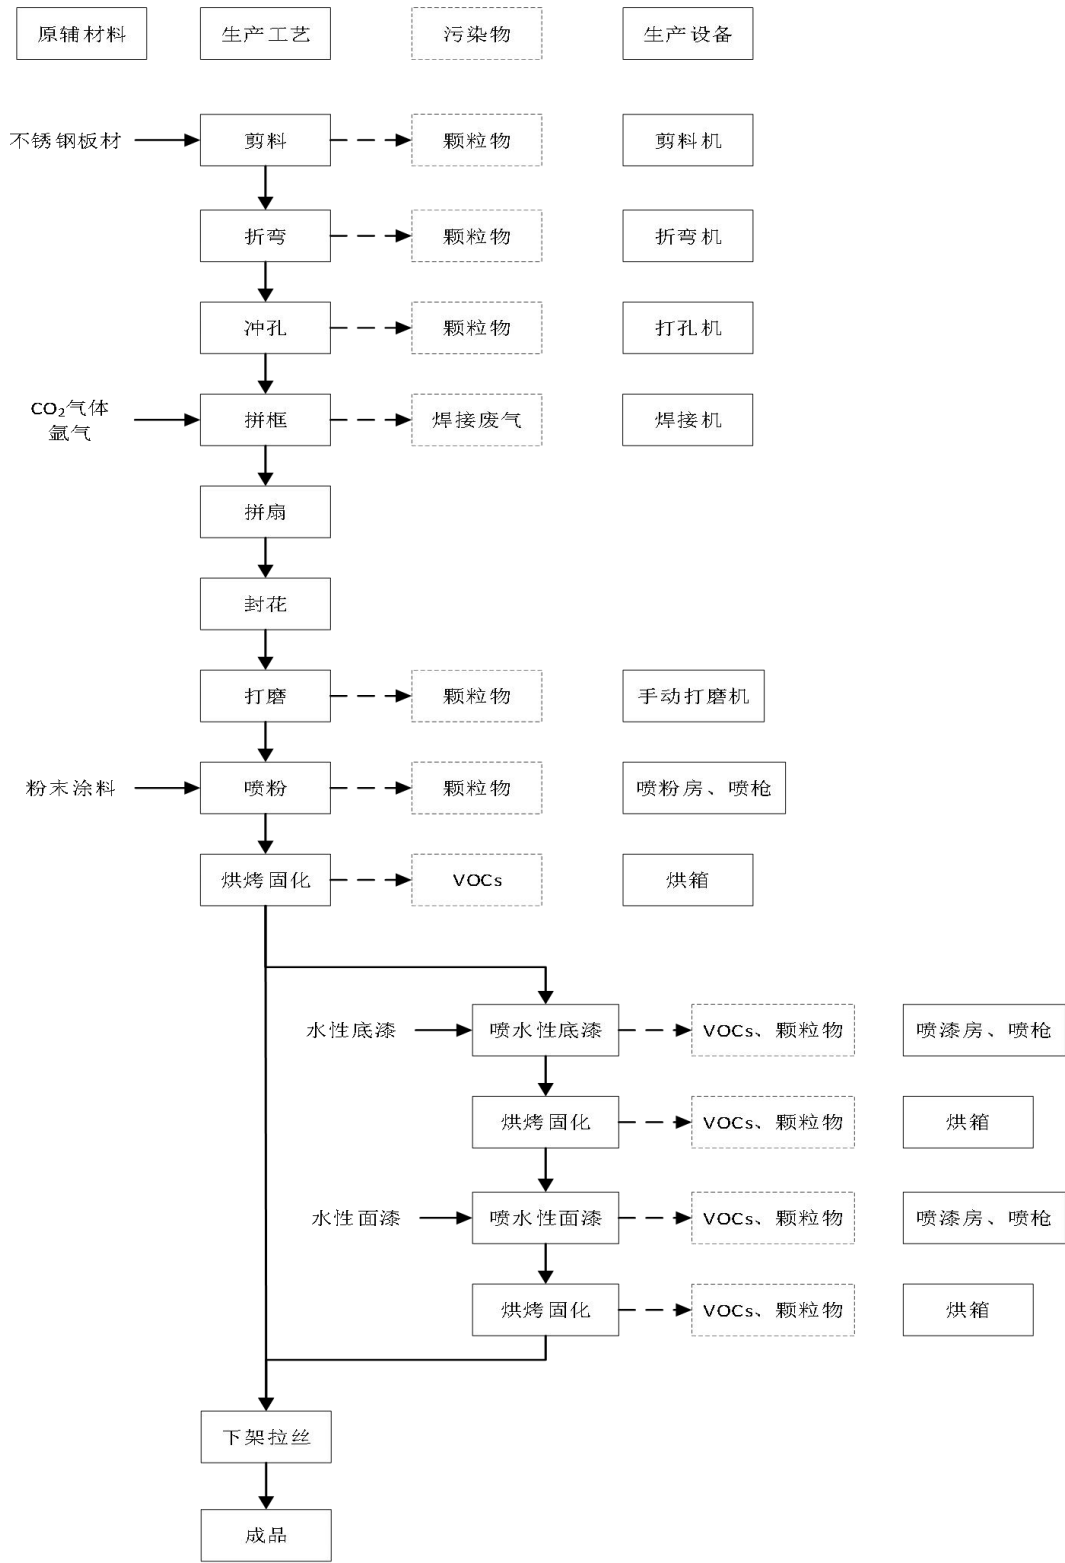 原辅材料
生产工艺
污染物
生产设备
不锈钢板材
剪料
颗粒物
剪料机
折弯
颗粒物
折弯机
冲孔
颗粒物
打孔机
CO₂气体
氩气
拼框
焊接废气
焊接机
拼扇
封花
打磨
颗粒物
手动打磨机
粉末涂料
喷粉
颗粒物
喷粉房、喷枪
烘烤固化
VOCs
烘箱
水性底漆
喷水性底漆
VOCs、颗粒物
喷漆房、喷枪
烘烤固化
VOCs、颗粒物
烘箱
水性面漆
喷水性面漆
VOCs、颗粒物
喷漆房、喷枪
烘烤固化
VOCs、颗粒物
烘箱
下架拉丝
成品